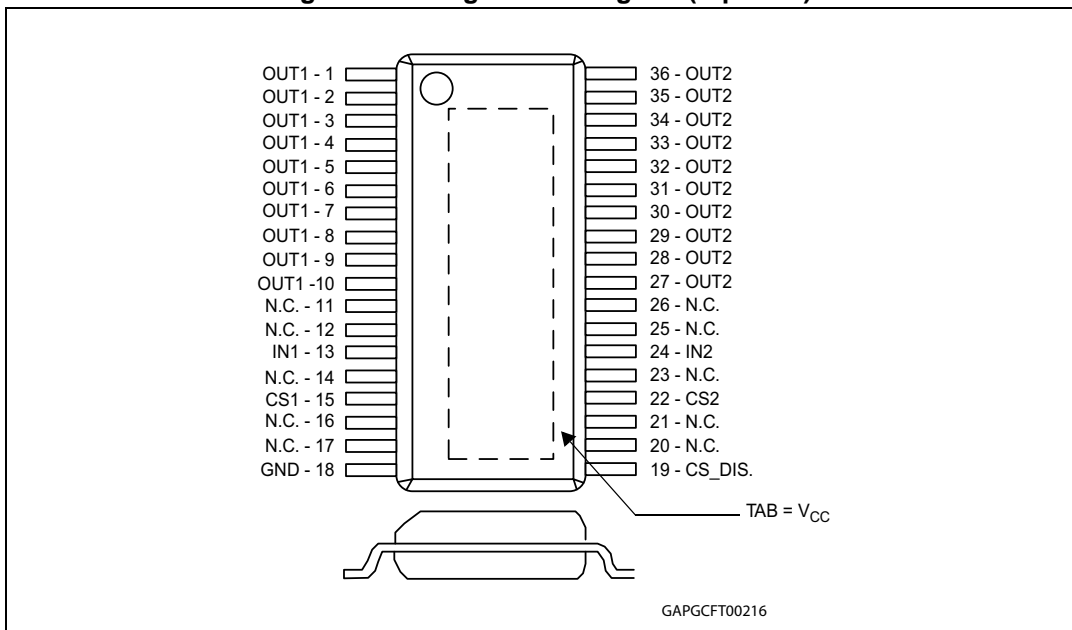 OUT1 - 1
OUT1 - 2
OUT1 - 3
OUT1 - 4
OUT1 - 5
OUT1 - 6
OUT1 - 7
OUT1 - 8
OUT1 - 9
OUT1 -10
N.C. - 11
N.C. - 12
IN1 - 13
N.C. - 14
CS1 - 15
N.C. - 16
N.C. - 17
GND - 18
36 - OUT2
35 - OUT2
34 - OUT2
33 - OUT2
32 - OUT2
31 - OUT2
30 - OUT2
29 - OUT2
28 - OUT2
27 - OUT2
26 - N.C.
25 - N.C.
24 - IN2
23 - N.C.
22 - CS2
21 - N.C.
20 - N.C.
19 - CS_DIS.
TAB = VCC
GAPGCFT00216